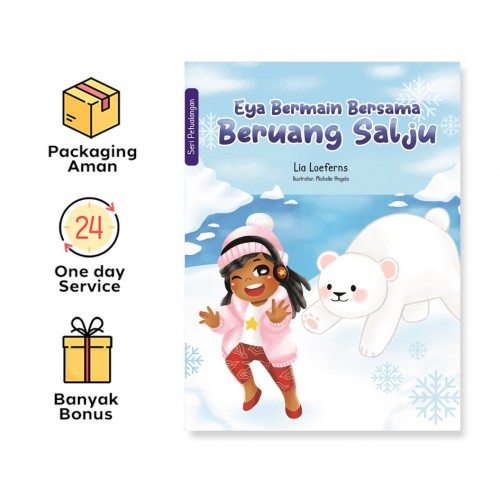 Packaging
Aman
24
One day
Service
Banyak
Bonus
Seri Petualangan
Eya Bermain Bersama
Beruang Salju
Lia Loeferns
Ilustrator: Michelle Angela